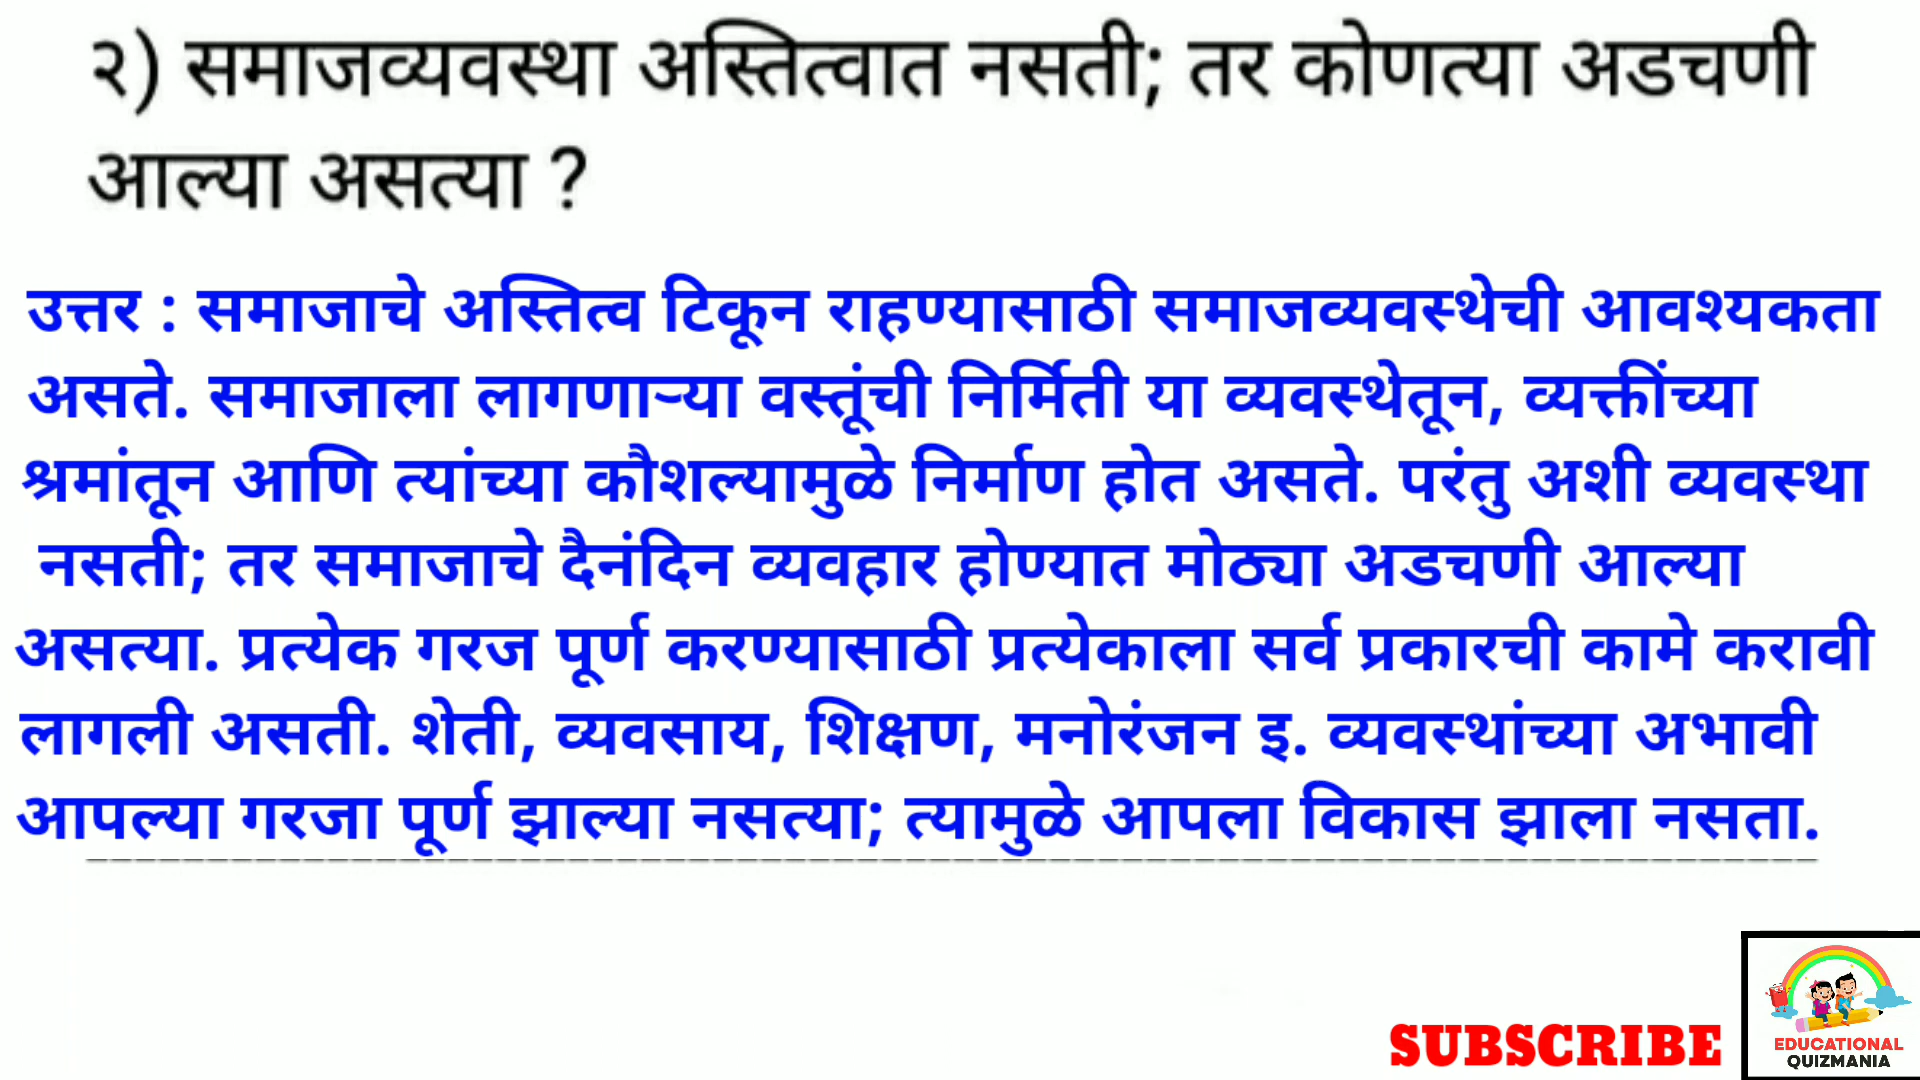 २) समाजव्यवस्था अस्तित्वात नसती; तर कोणत्या अडचणी
आल्या असत्या ?
उत्तर : समाजाचे अस्तित्व टिकून राहण्यासाठी समाजव्यवस्थेची आवश्यकता
असते. समाजाला लागणाऱ्या वस्तूंची निर्मिती या व्यवस्थेतून, व्यक्तींच्या
श्रमांतून आणि त्यांच्या कौशल्यामुळे निर्माण होत असते. परंतु अशी व्यवस्था
नसती; तर समाजाचे दैनंदिन व्यवहार होण्यात मोठ्या अडचणी आल्या
असत्या. प्रत्येक गरज पूर्ण करण्यासाठी प्रत्येकाला सर्व प्रकारची कामे करावी
लागली असती. शेती, व्यवसाय, शिक्षण, मनोरंजन इ. व्यवस्थांच्या अभावी
आपल्या गरजा पूर्ण झाल्या नसत्या; त्यामुळे आपला विकास झाला नसता.
SUBSCRIBE
EDUCATIONAL
QUIZMANIA